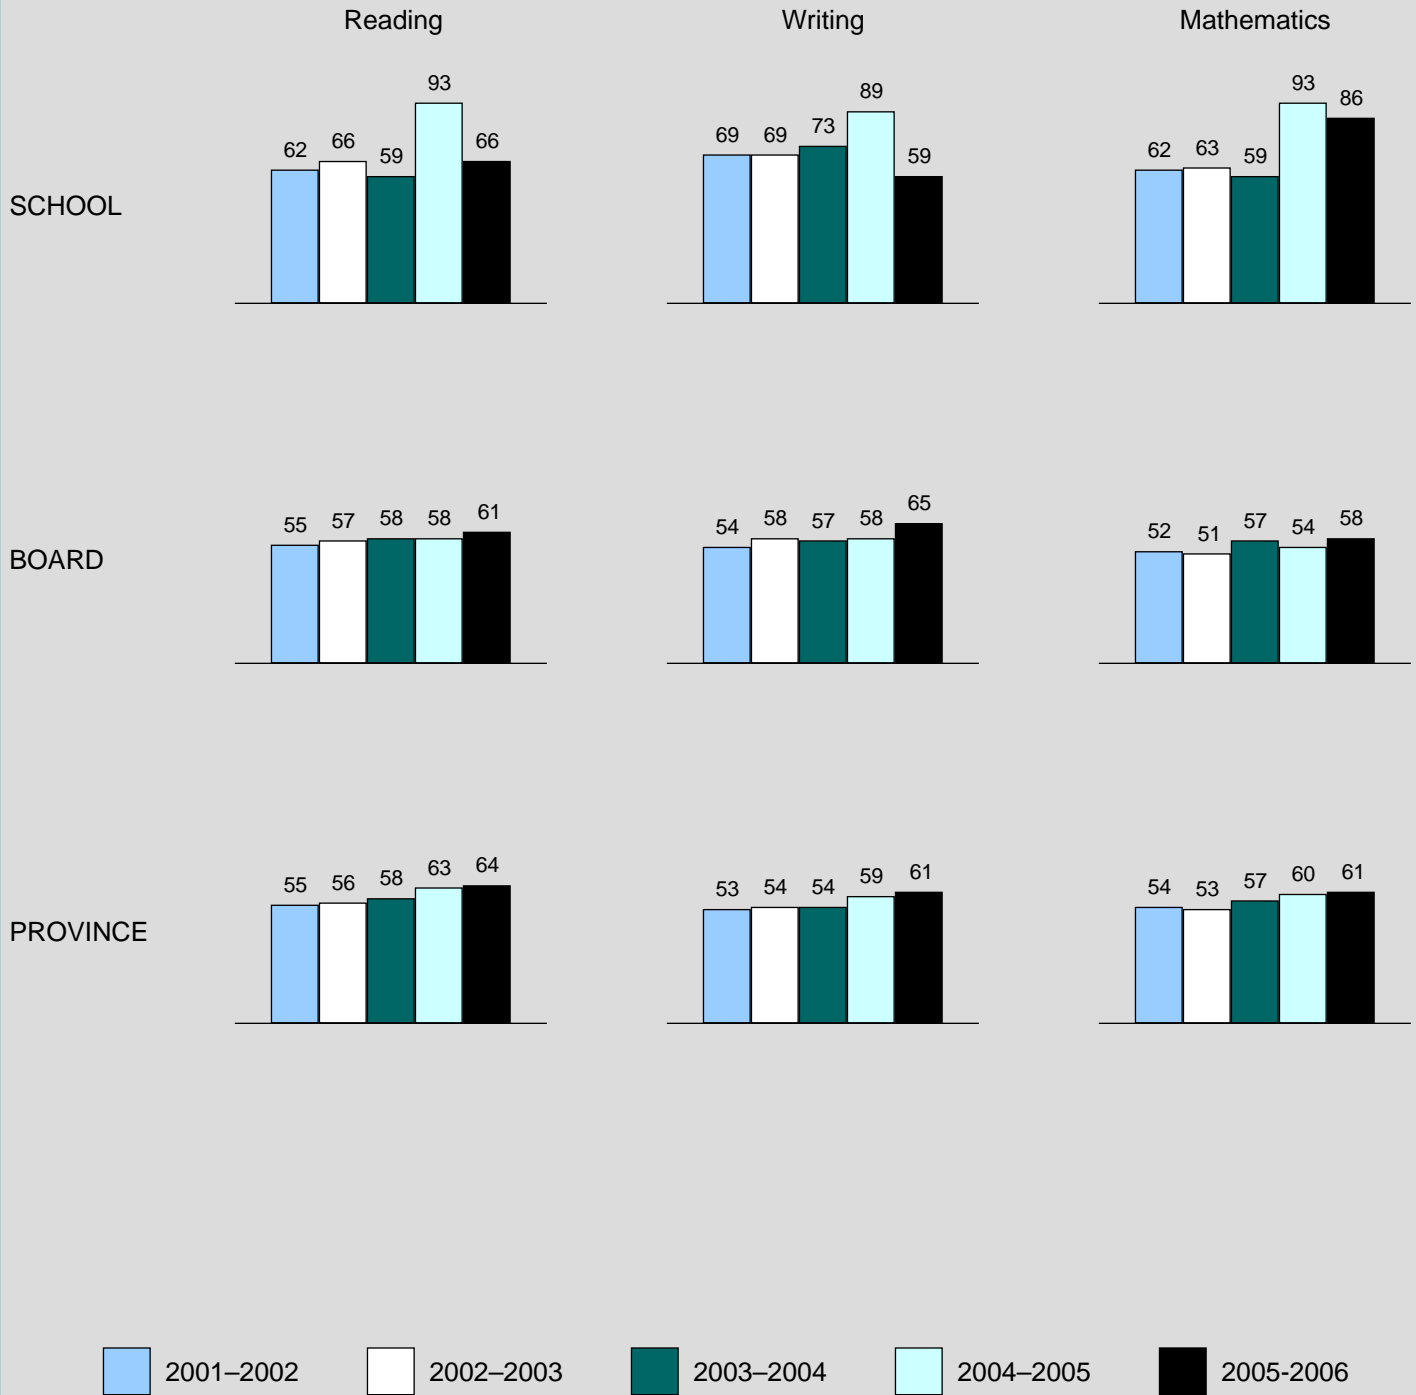 Reading Writing Mathematics
SCHOOL
62 66 59 93 66
69 69 73 89 59
62 63 59 93 86
BOARD
55 57 58 58 61
54 58 57 58 65
52 51 57 54 58
PROVINCE
55 56 58 63 64
53 54 54 59 61
54 53 57 60 61
2001–2002 2002–2003 2003–2004 2004–2005 2005-2006